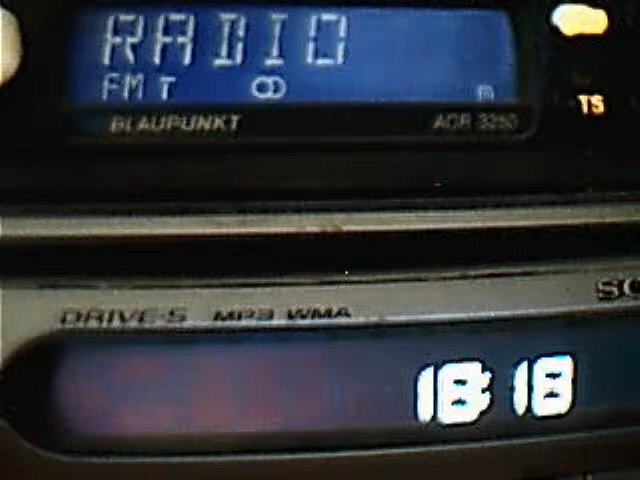 RADIO
FM T
TS
BLAUPUNKT ACR 3250
DRIVE-S MP3 WMA
18:18